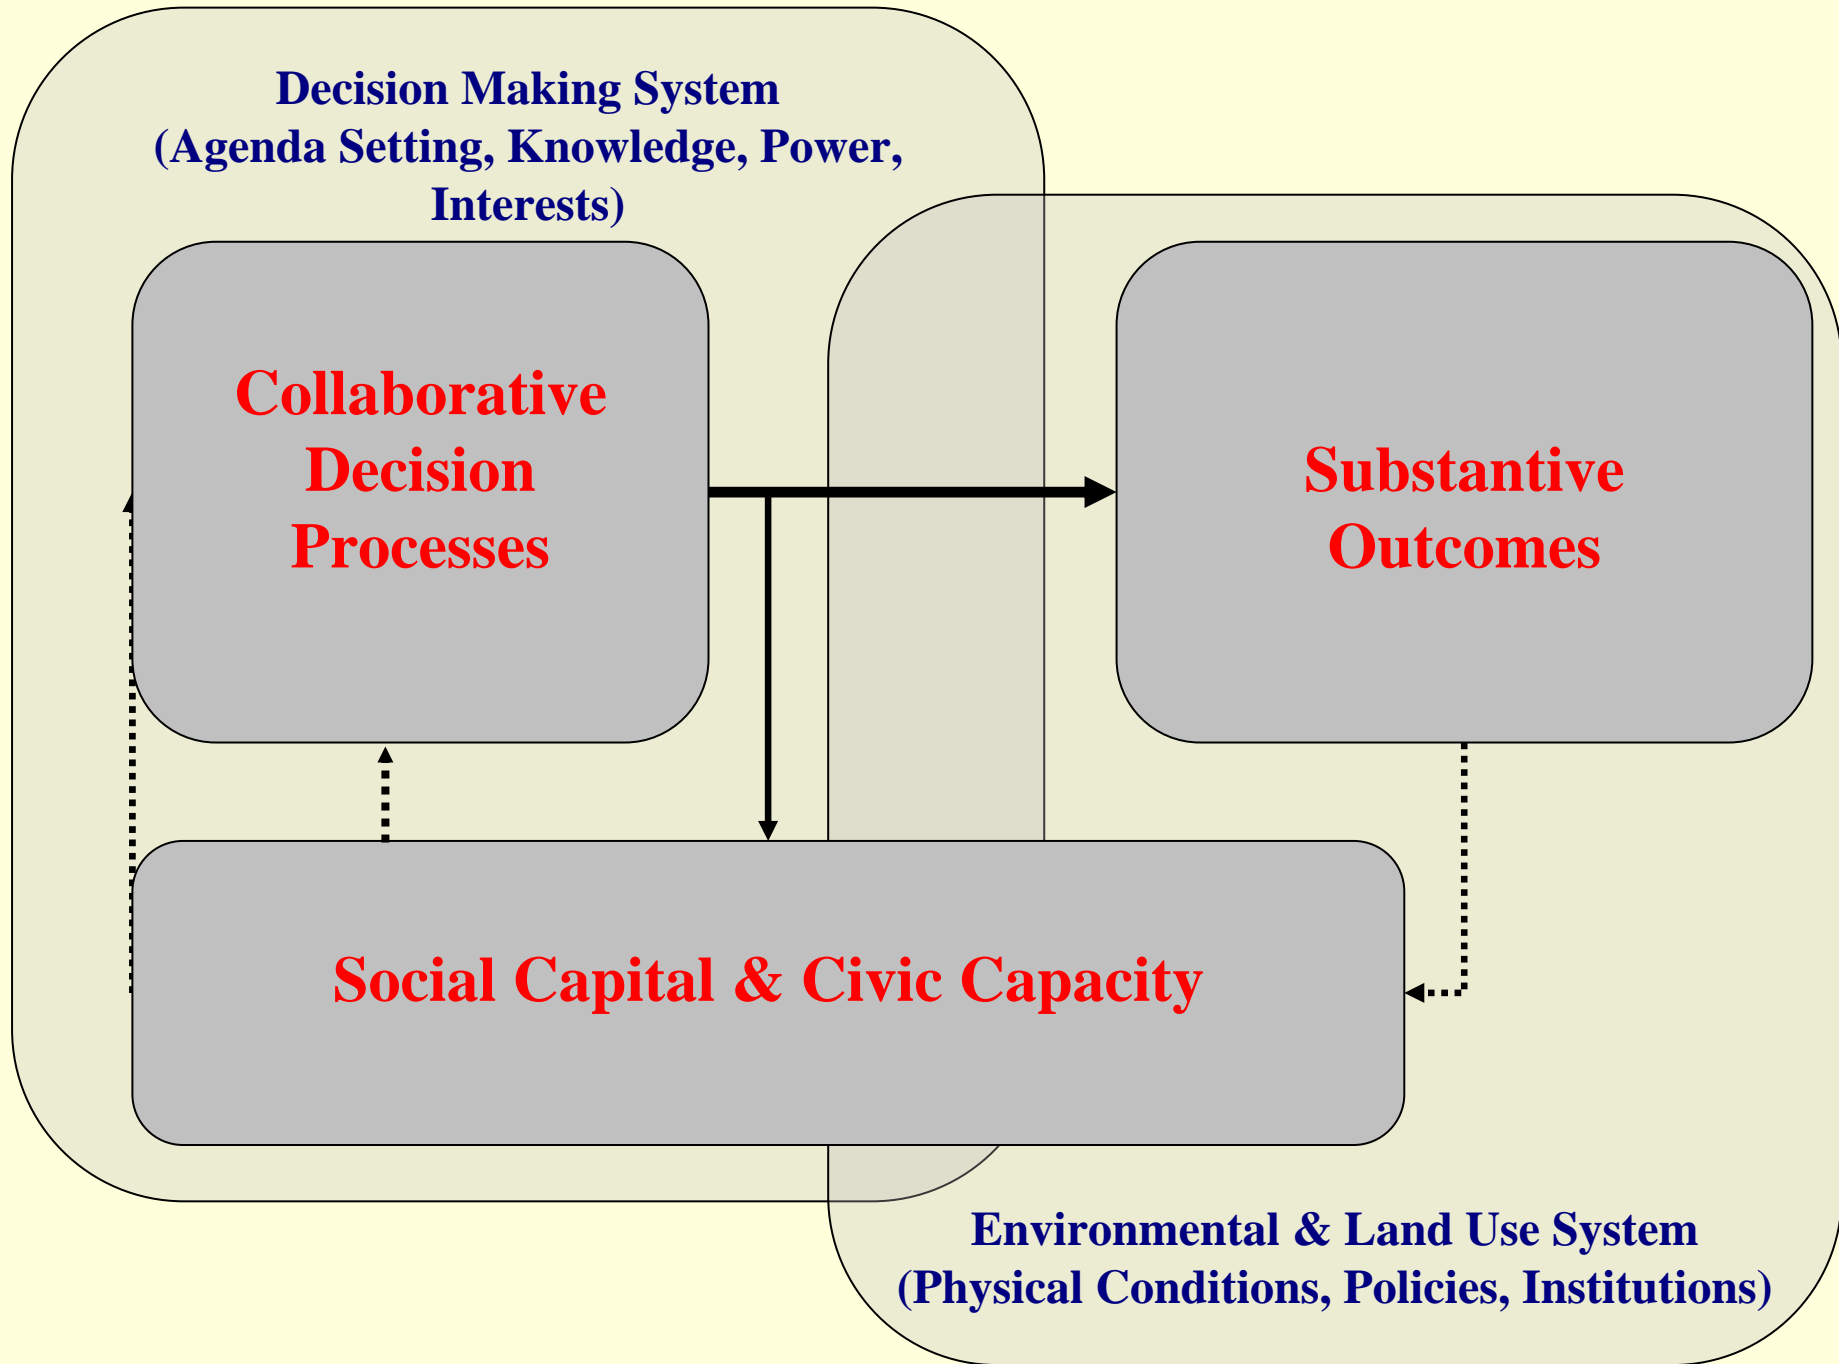 Decision Making System
(Agenda Setting, Knowledge, Power,
Interests)
Collaborative
Decision
Processes
Substantive
Outcomes
Social Capital & Civic Capacity
Environmental & Land Use System
(Physical Conditions, Policies, Institutions)